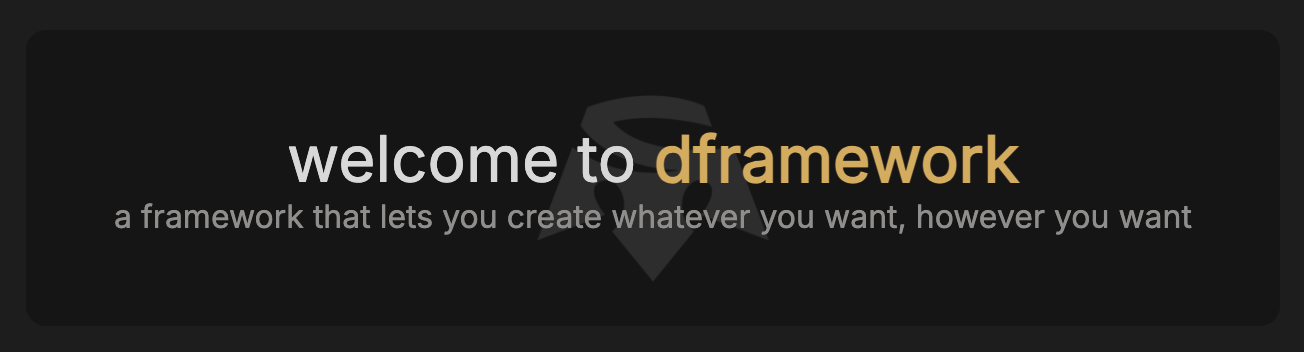 welcome to dframework
a framework that lets you create whatever you want, however you want